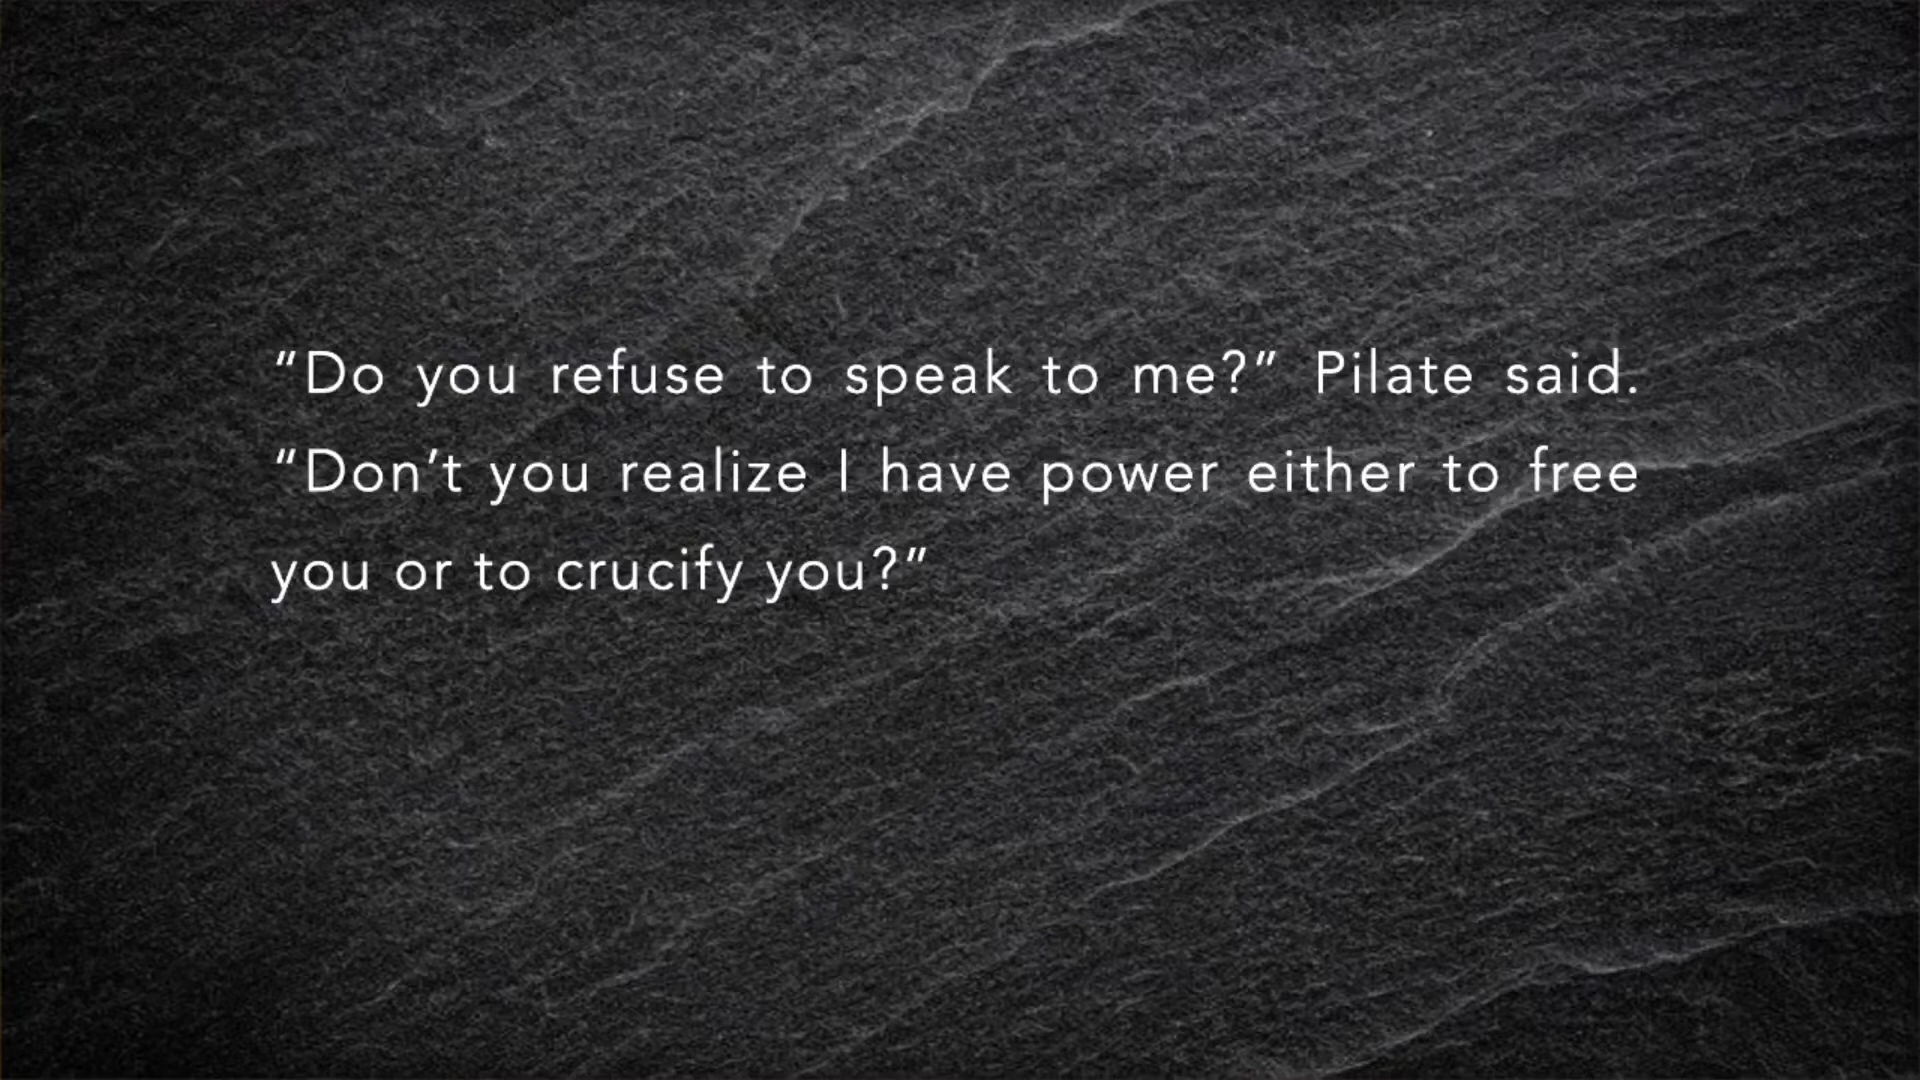 “Do you refuse to speak to me?” Pilate said.
“Don’t you realize I have power either to free
you or to crucify you?”